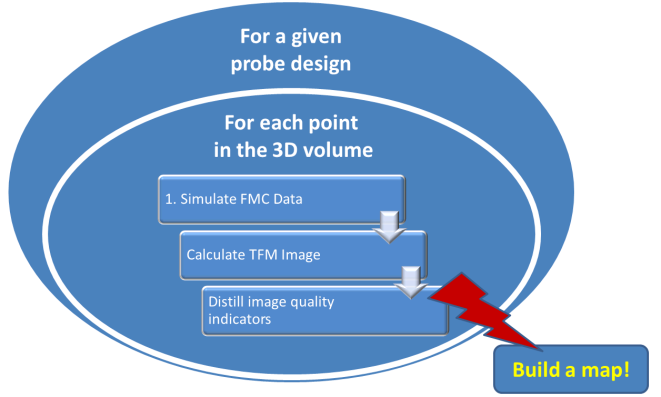 For a given
probe design
For each point
in the 3D volume
1. Simulate FMC Data
Calculate TFM Image
Distill image quality
indicators
Build a map!